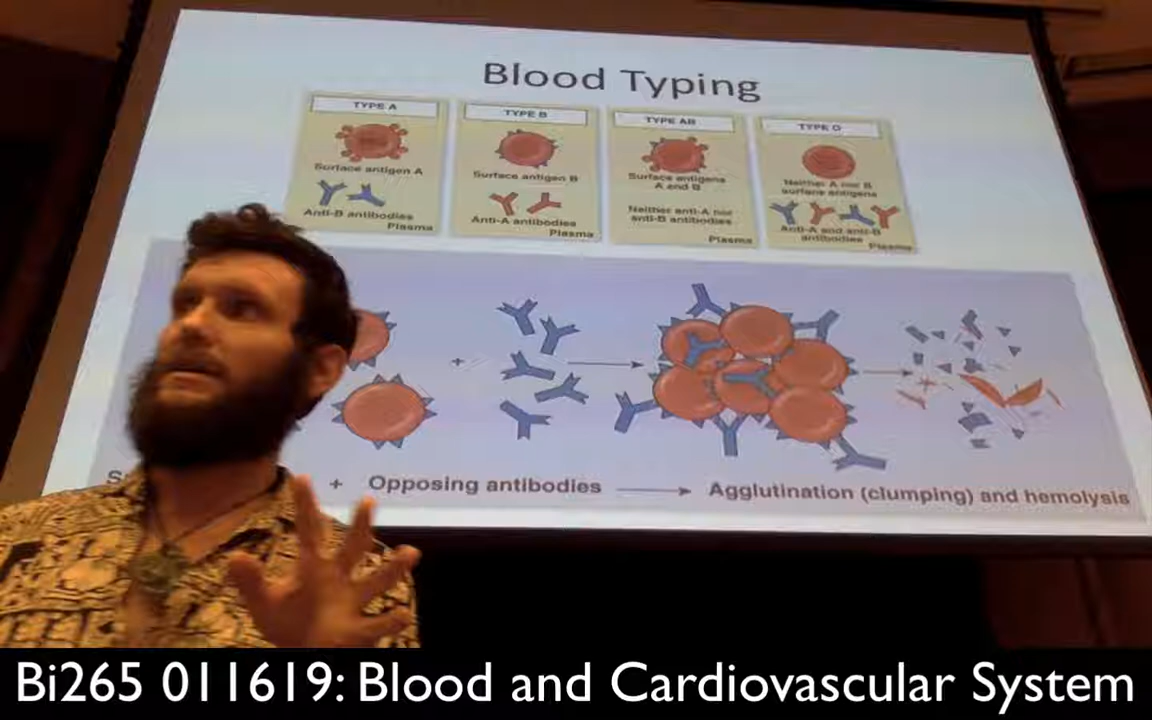 Blood Typing
TYPE A
Surface antigen A
Anti-B antibodies
Plasma
TYPE B
Surface antigen B
Anti-A antibodies
Plasma
TYPE AB
Surface antigens
A and B
Neither anti-A nor
anti-B antibodies
Plasma
TYPE O
Neither A nor B
surface antigens
Anti-A and anti-B
antibodies
Plasma
+
+ Opposing antibodies
Agglutination (clumping) and hemolysis
Bi265 011619: Blood and Cardiovascular System